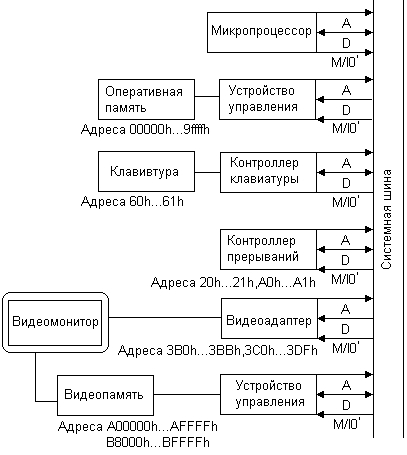 Микропроцессор
A
D
M/IO'
Оперативная
память
Устройство
управления
A
D
M/IO'
Адреса 00000h...9ffffh
Клавивтура
Контроллер
клавиатуры
A
D
M/IO'
Адреса 60h...61h
Контроллер
прерываний
A
D
M/IO'
Адреса 20h...21h,A0h...A1h
Видеомонитор
Видеоадаптер
A
D
M/IO'
Адреса 3B0h...3BBh,3C0h...3DFh
Видеопамять
Устройство
управления
A
D
M/IO'
Адреса A00000h...AFFFFh
B8000h...BFFFFh
Системная шина